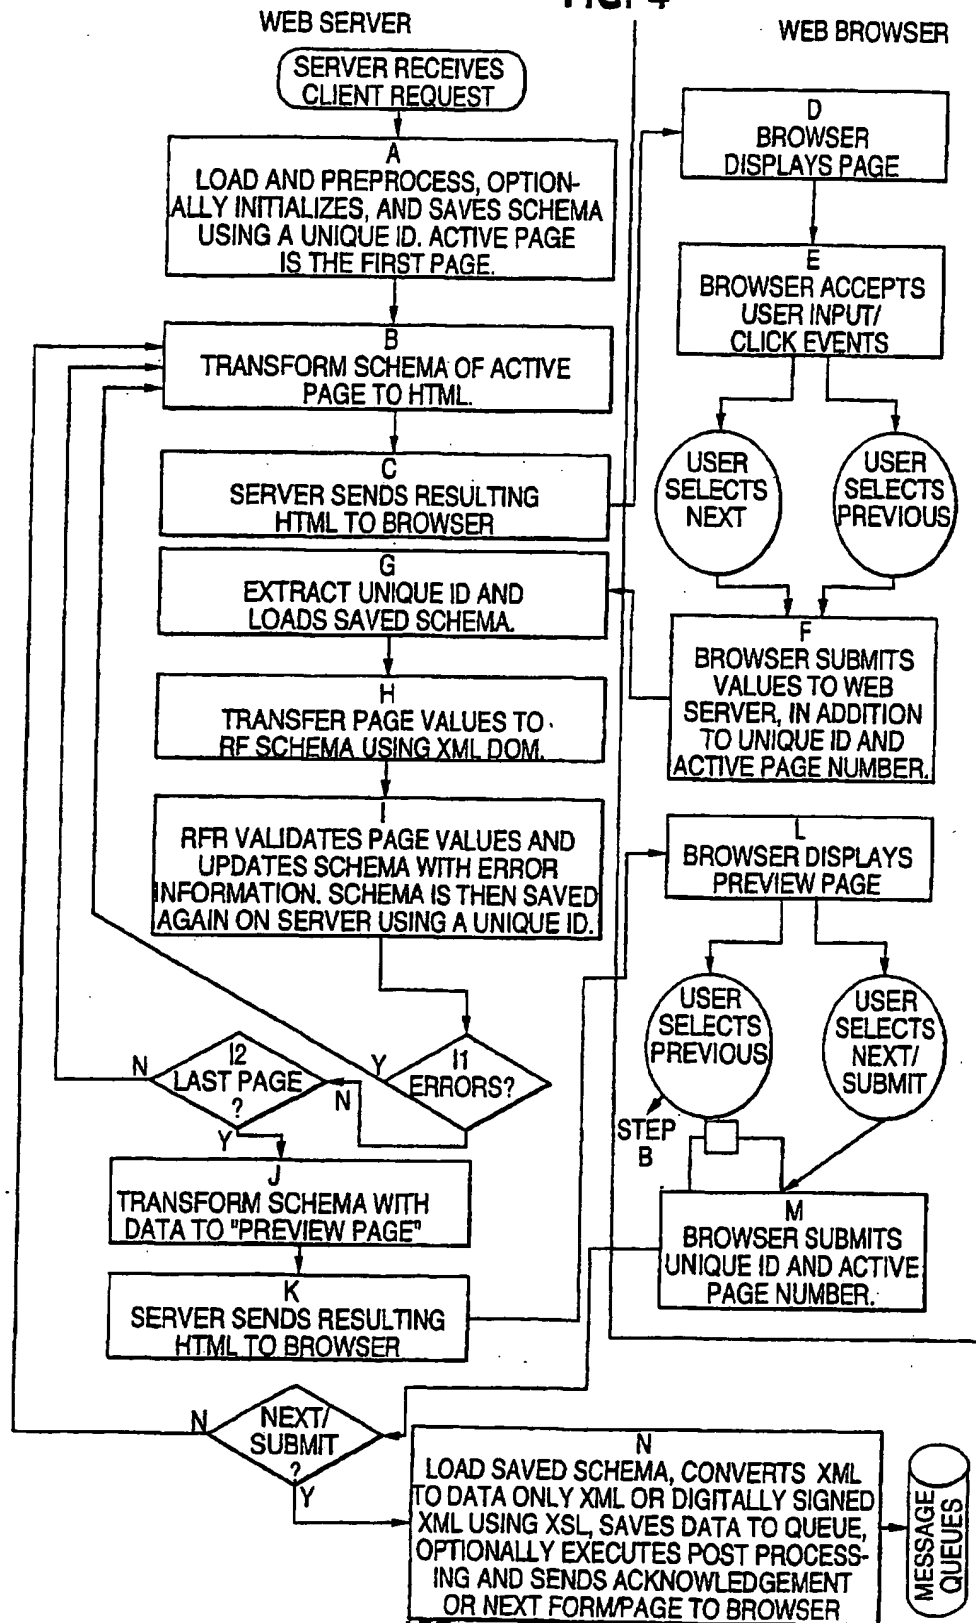 FIG. 4
WEB SERVER
WEB BROWSER
SERVER RECEIVES
CLIENT REQUEST
A
LOAD AND PREPROCESS, OPTION-
ALLY INITIALIZES, AND SAVES SCHEMA
USING A UNIQUE ID. ACTIVE PAGE
IS THE FIRST PAGE.
B
TRANSFORM SCHEMA OF ACTIVE
PAGE TO HTML.
C
SERVER SENDS RESULTING
HTML TO BROWSER
D
BROWSER
DISPLAYS PAGE
E
BROWSER ACCEPTS
USER INPUT/
CLICK EVENTS
USER
SELECTS
NEXT
USER
SELECTS
PREVIOUS
F
BROWSER SUBMITS
VALUES TO WEB
SERVER, IN ADDITION
TO UNIQUE ID AND
ACTIVE PAGE NUMBER.
G
EXTRACT UNIQUE ID AND
LOADS SAVED SCHEMA.
H
TRANSFER PAGE VALUES TO
RF SCHEMA USING XML DOM.
I
RFR VALIDATES PAGE VALUES AND
UPDATES SCHEMA WITH ERROR
INFORMATION. SCHEMA IS THEN SAVED
AGAIN ON SERVER USING A UNIQUE ID.
I1
ERRORS?
Y
N
I2
LAST PAGE
?
N
Y
J
TRANSFORM SCHEMA WITH
DATA TO "PREVIEW PAGE"
K
SERVER SENDS RESULTING
HTML TO BROWSER
L
BROWSER DISPLAYS
PREVIEW PAGE
USER
SELECTS
PREVIOUS
USER
SELECTS
NEXT/
SUBMIT
STEP
B
M
BROWSER SUBMITS
UNIQUE ID AND ACTIVE
PAGE NUMBER.
N
NEXT/
SUBMIT
?
Y
N
LOAD SAVED SCHEMA, CONVERTS XML
TO DATA ONLY XML OR DIGITALLY SIGNED
XML USING XSL, SAVES DATA TO QUEUE,
OPTIONALLY EXECUTES POST PROCESS-
ING AND SENDS ACKNOWLEDGEMENT
OR NEXT FORM/PAGE TO BROWSER
MESSAGE
QUEUES